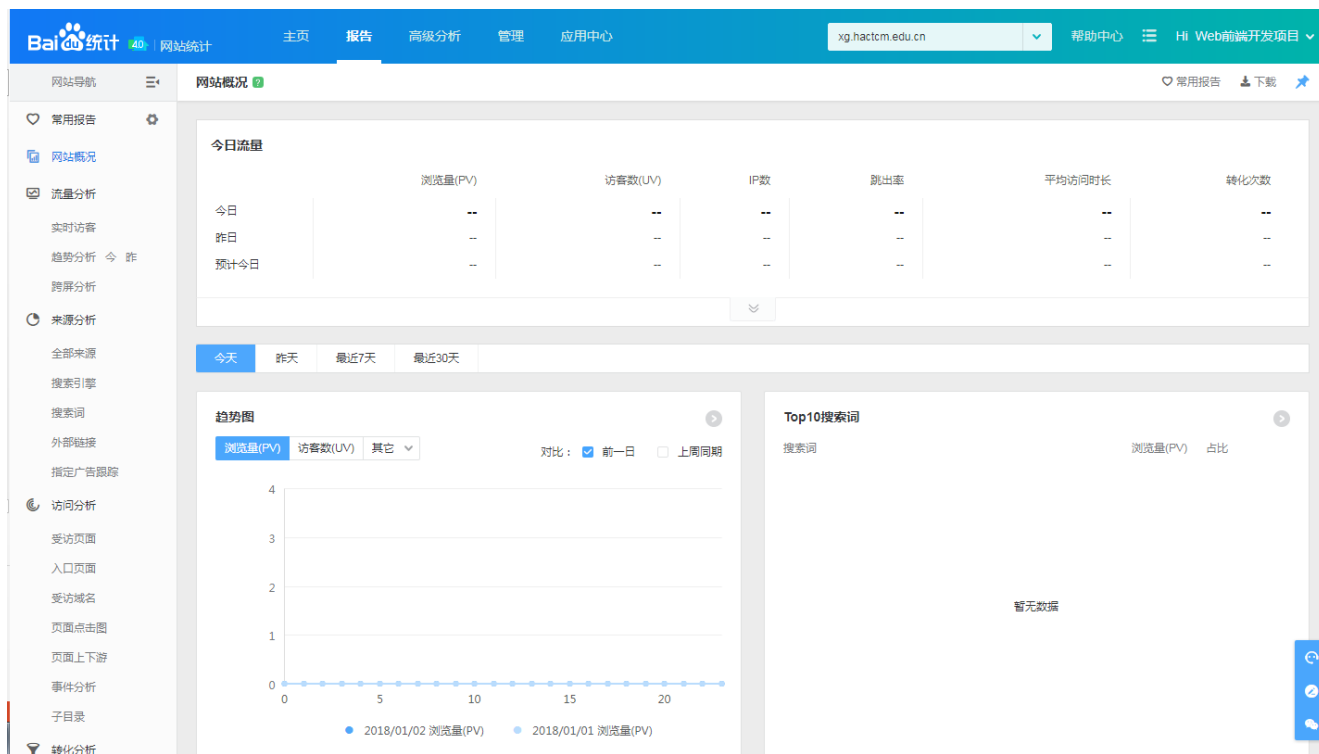 Bai du 统计 4.0 | 网站统计 主页 报告 高级分析 管理 应用中心 xg.hactcm.edu.cn 帮助中心 Hi Web前端开发项目
网站导航
网站概况 ? 常用报告 下载
常用报告
网站概况
流量分析
实时访客
趋势分析 今 昨
跨屏分析
来源分析
全部来源
搜索引擎
搜索词
外部链接
指定广告跟踪
访问分析
受访页面
入口页面
受访域名
页面点击图
页面上下游
事件分析
子目录
转化分析
今日流量
浏览量(PV) 访客数(UV) IP数 跳出率 平均访问时长 转化次数
今日 -- -- -- -- -- --
昨日 -- -- -- -- -- --
预计今日 -- -- -- -- -- --
今天 昨天 最近7天 最近30天
趋势图
浏览量(PV) 访客数(UV) 其它 对比： 前一日 上周同期
4
3
2
1
0
0 5 10 15 20
2018/01/02 浏览量(PV) 2018/01/01 浏览量(PV)
Top10搜索词
搜索词 浏览量(PV) 占比
暂无数据